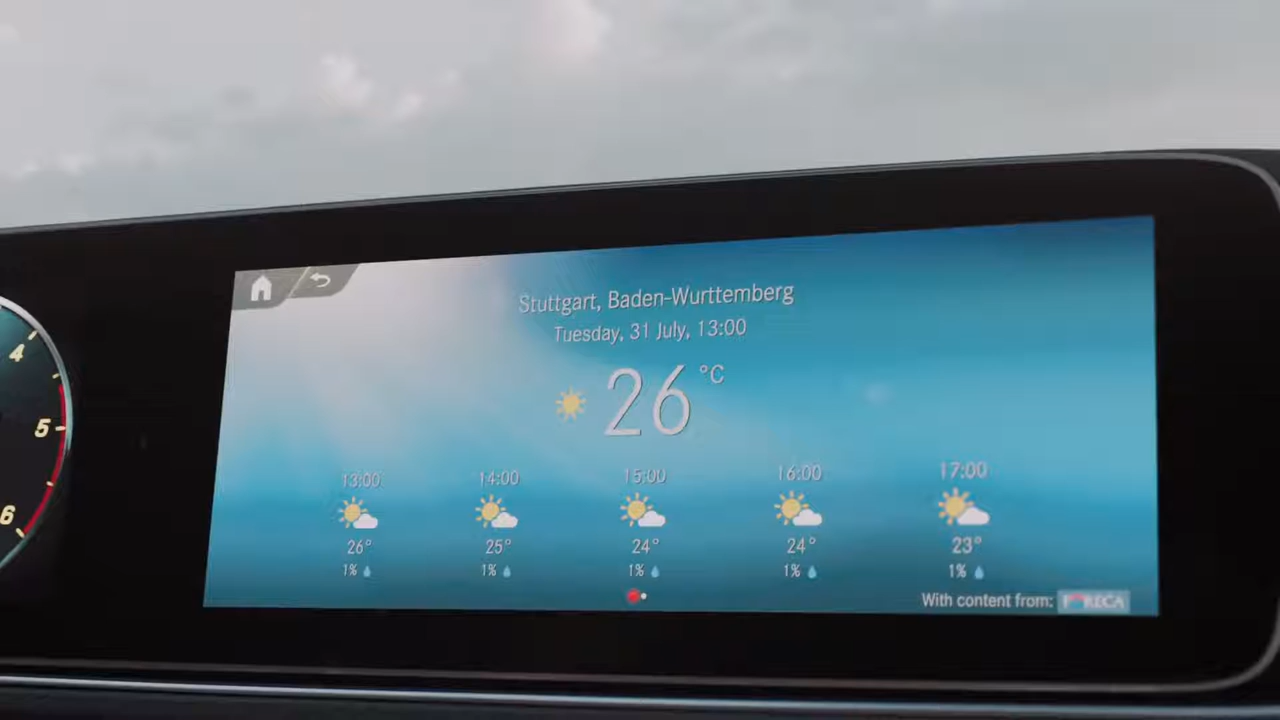 Stuttgart, Baden-Wurttemberg
Tuesday, 31 July, 13:00
26 °C
13:00 14:00 15:00 16:00 17:00
26° 25° 24° 24° 23°
1% 1% 1% 1% 1%
With content from: FORECA
4
5
6